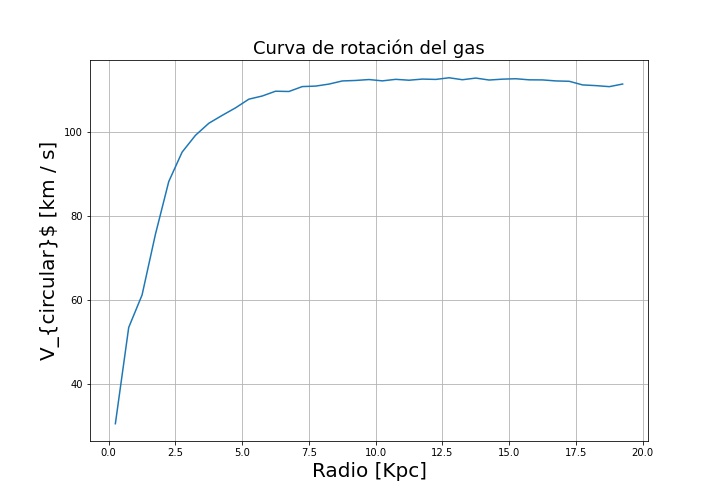 Curva de rotación del gas
V_{circular}$ [km / s]
100
80
60
40
0.0 2.5 5.0 7.5 10.0 12.5 15.0 17.5 20.0
Radio [Kpc]